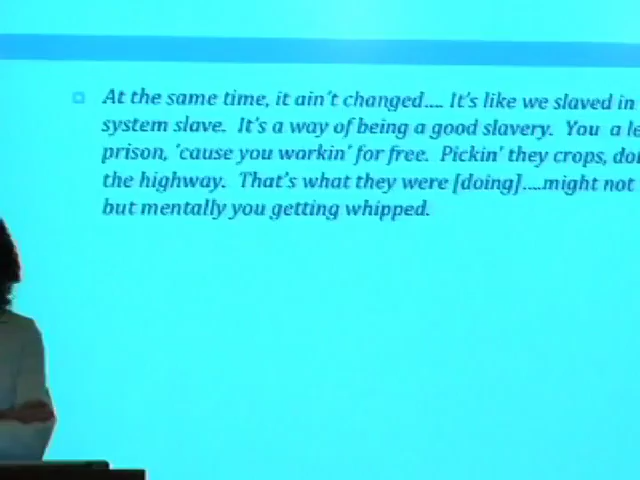 At the same time, it ain't changed.... It's like we slaved in
system slave. It's a way of being a good slavery. You a
prison, 'cause you workin' for free. Pickin' they crops,
the highway. That's what they were [doing]....might not
but mentally you getting whipped.